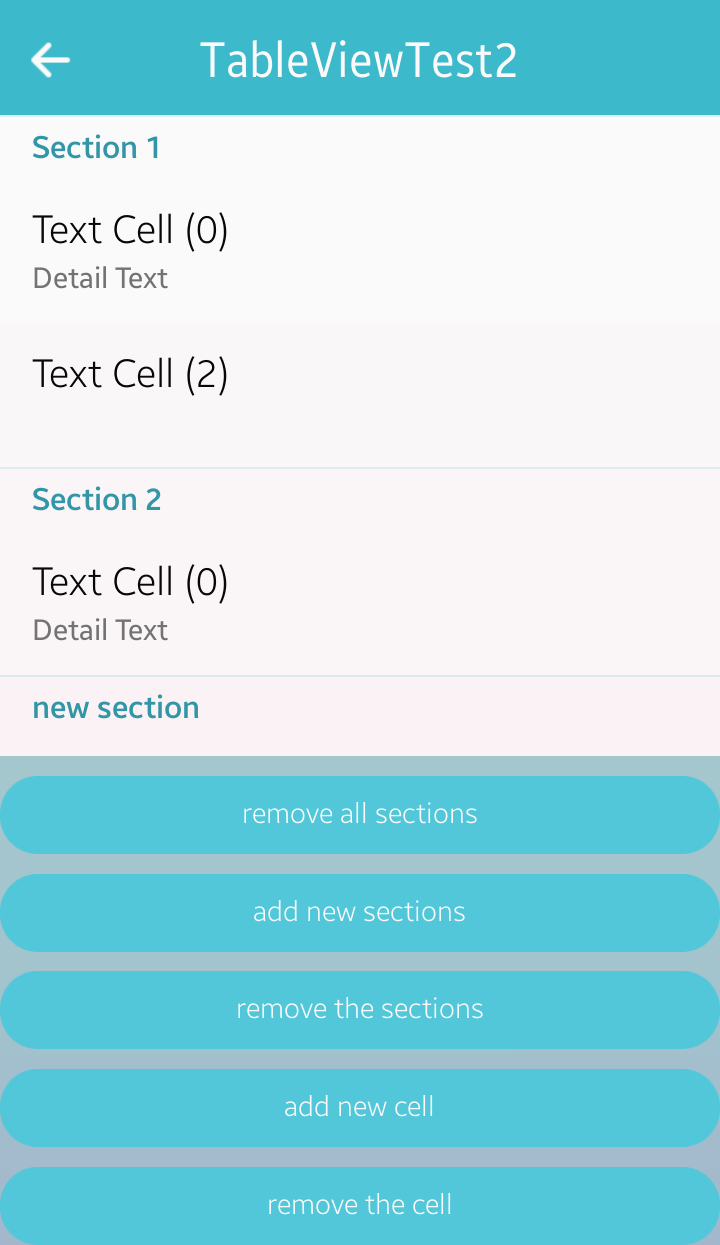 TableViewTest2
Section 1
Text Cell (0)
Detail Text
Text Cell (2)
Section 2
Text Cell (0)
Detail Text
new section
remove all sections
add new sections
remove the sections
add new cell
remove the cell